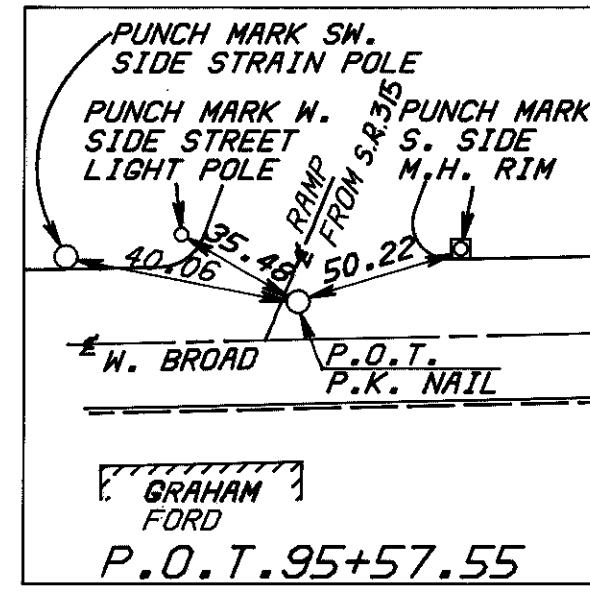 PUNCH MARK SW.
SIDE STRAIN POLE
PUNCH MARK W.
SIDE STREET
LIGHT POLE
RAMP
FROM S.R.315
PUNCH MARK
S. SIDE
M.H. RIM
40.06
35.48
50.22
℄ W. BROAD
P.O.T.
P.K. NAIL
GRAHAM
FORD
P.O.T.95+57.55